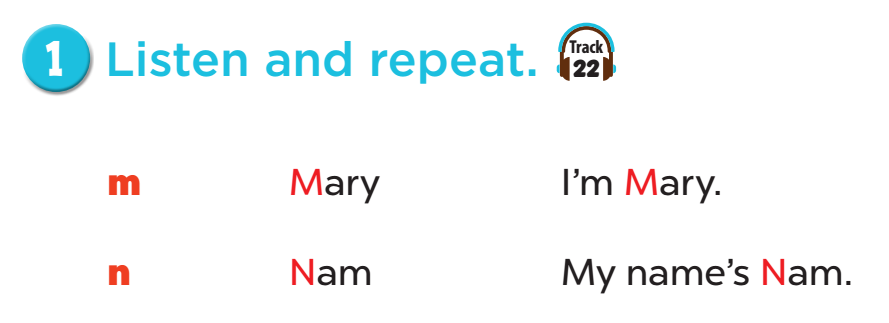 1 Listen and repeat. Track 22
m Mary I’m Mary.
n Nam My name’s Nam.